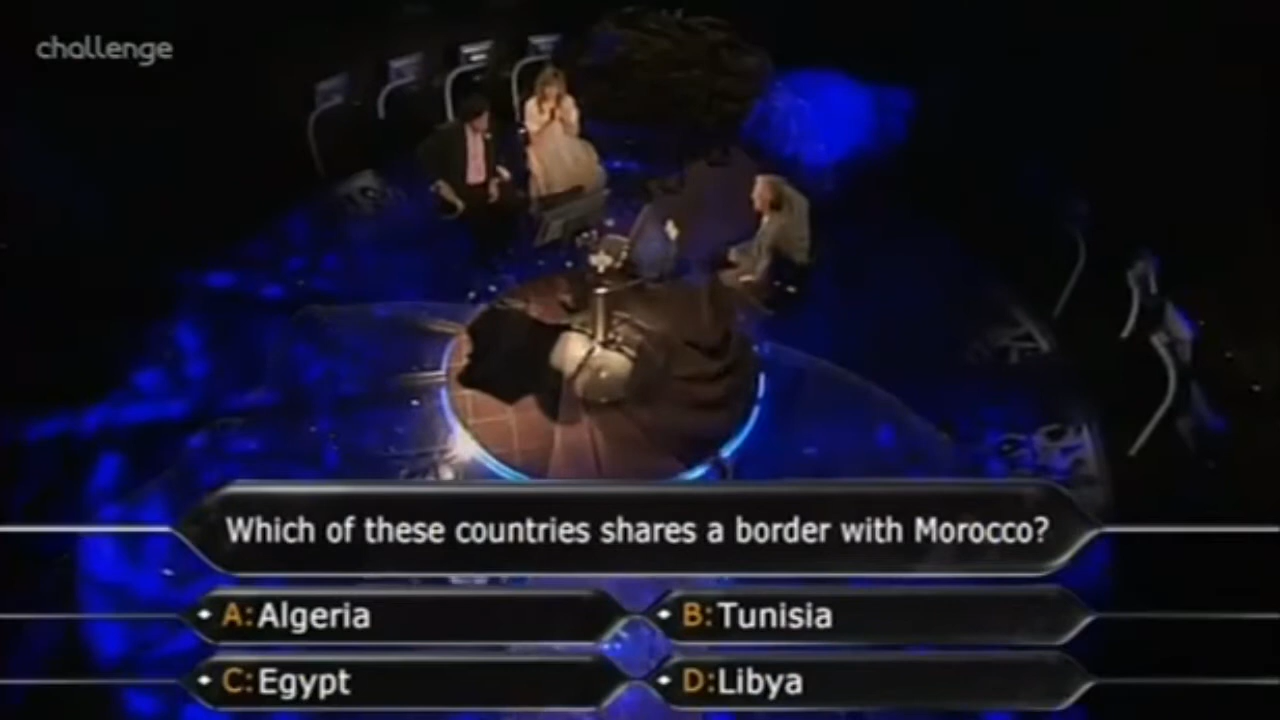 challenge
Which of these countries shares a border with Morocco?
A:Algeria
B:Tunisia
C:Egypt
D:Libya